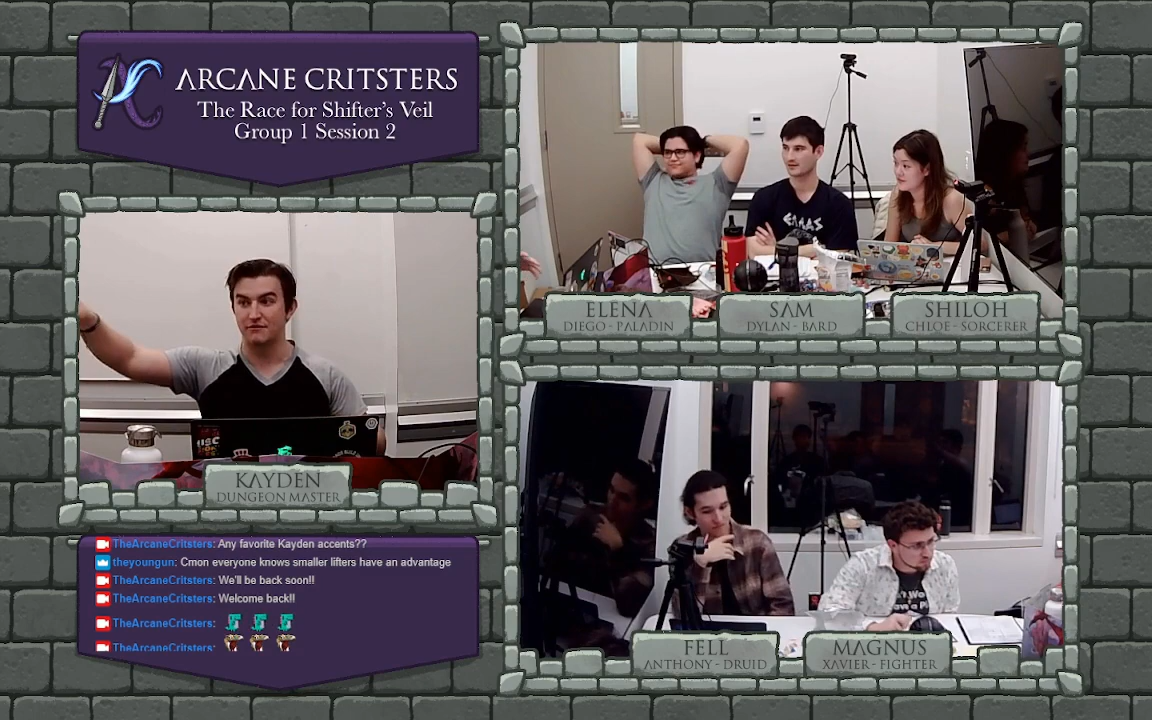 ARCANE CRITSTERS
The Race for Shifter's Veil
Group 1 Session 2
ELENA
DIEGO - PALADIN
SAM
DYLAN - BARD
SHILOH
CHLOE - SORCERER
KAYDEN
DUNGEON MASTER
TheArcaneCritsters: Any favorite Kayden accents??
theyoungun: Cmon everyone knows smaller lifters have an advantage
TheArcaneCritsters: We'll be back soon!!
TheArcaneCritsters: Welcome back!!
TheArcaneCritsters:
TheArcaneCritsters:
FELL
ANTHONY - DRUID
MAGNUS
XAVIER - FIGHTER